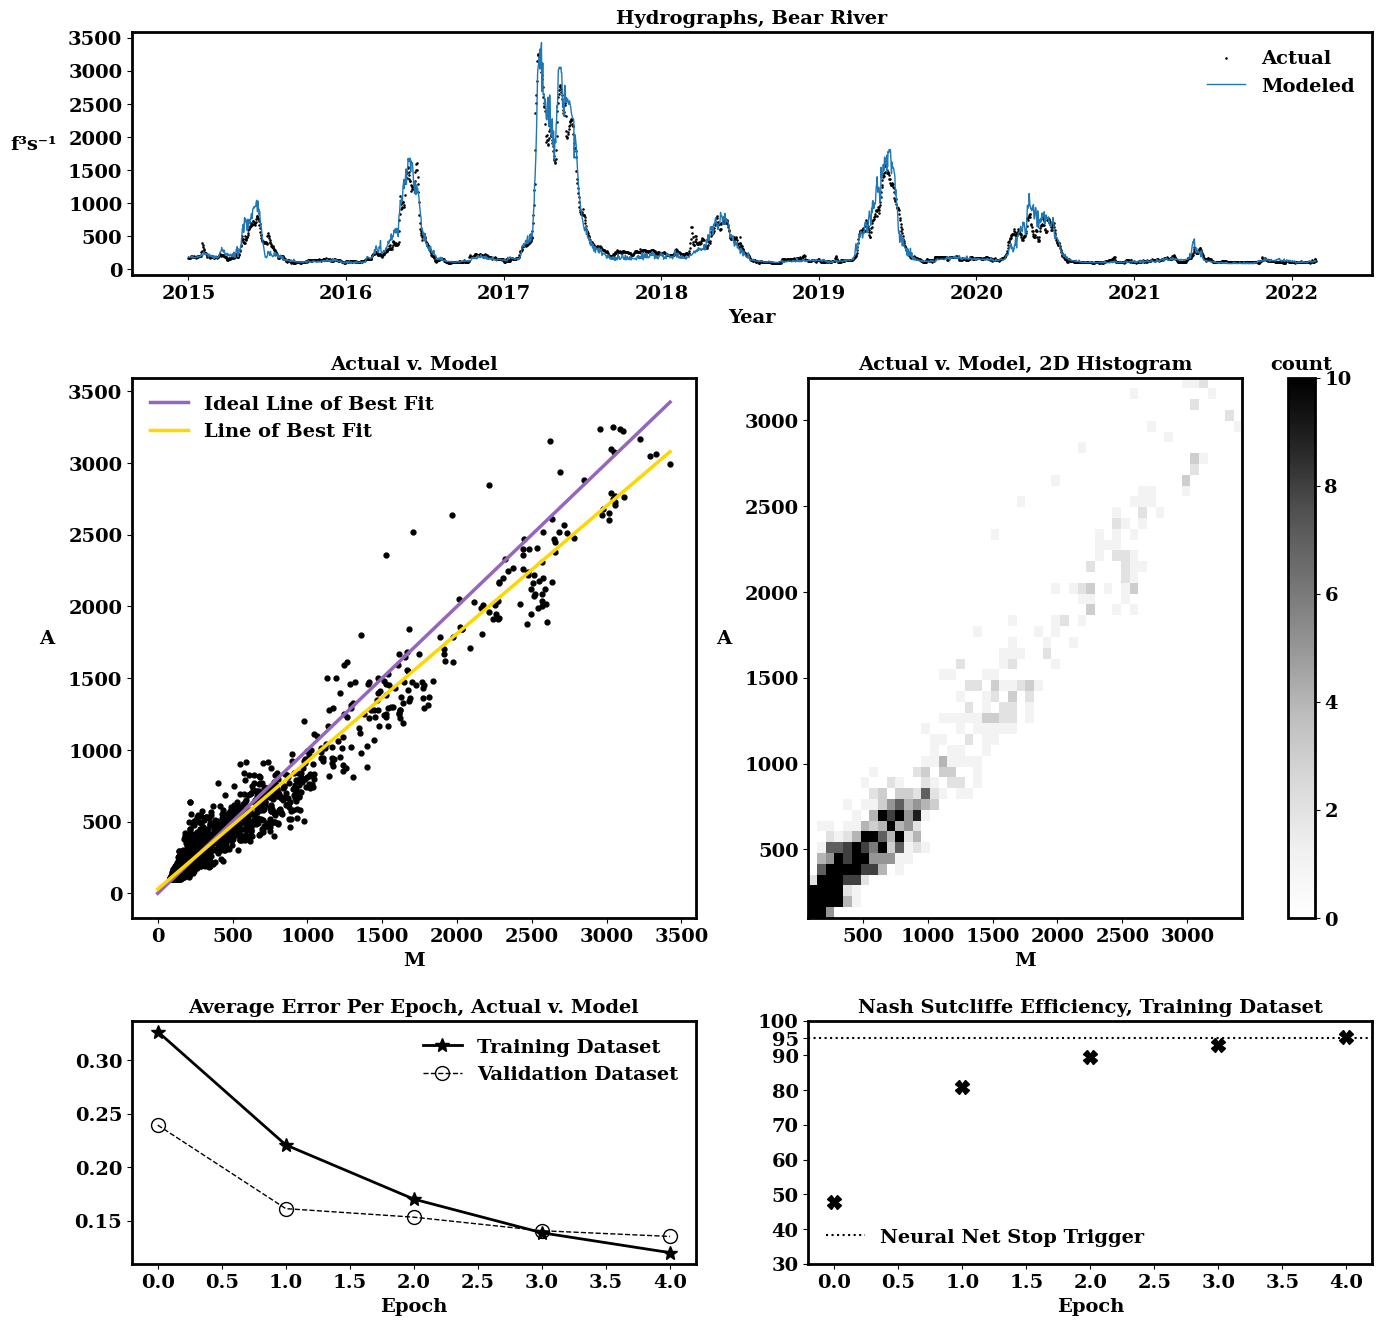 Hydrographs, Bear River
3500
3000
2500
2000
1500
1000
500
0
f³s⁻¹
Actual
Modeled
2015 2016 2017 2018 2019 2020 2021 2022
Year
Actual v. Model
3500
3000
2500
2000
1500
1000
500
0
A
Ideal Line of Best Fit
Line of Best Fit
0 500 1000 1500 2000 2500 3000 3500
M
Actual v. Model, 2D Histogram
3000
2500
2000
1500
1000
500
A
500 1000 1500 2000 2500 3000
M
count
10
8
6
4
2
0
Average Error Per Epoch, Actual v. Model
0.30
0.25
0.20
0.15
Training Dataset
Validation Dataset
0.0 0.5 1.0 1.5 2.0 2.5 3.0 3.5 4.0
Epoch
Nash Sutcliffe Efficiency, Training Dataset
100
95
90
80
70
60
50
40
30
Neural Net Stop Trigger
0.0 0.5 1.0 1.5 2.0 2.5 3.0 3.5 4.0
Epoch